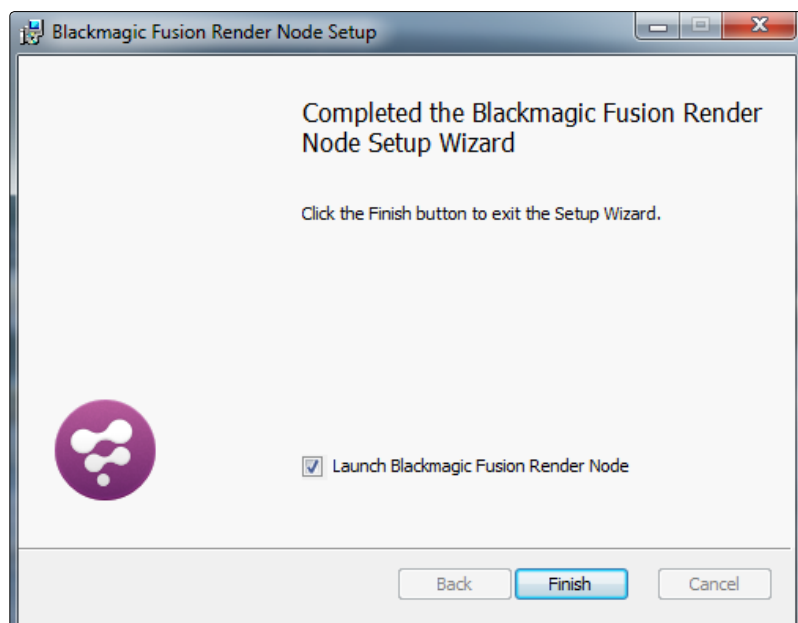 Blackmagic Fusion Render Node Setup
Completed the Blackmagic Fusion Render
Node Setup Wizard
Click the Finish button to exit the Setup Wizard.
Launch Blackmagic Fusion Render Node
Back Finish Cancel